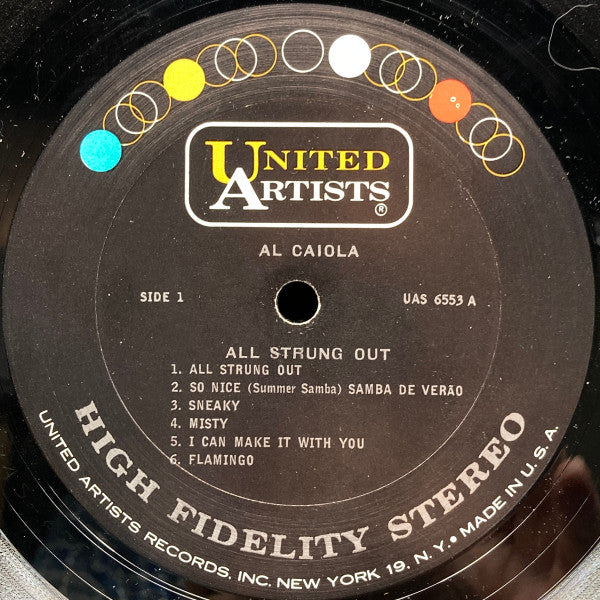 UNITED
ARTISTS®
AL CAIOLA
SIDE 1
UAS 6553 A
ALL STRUNG OUT
1. ALL STRUNG OUT
2. SO NICE (Summer Samba) SAMBA DE VERÃO
3. SNEAKY
4. MISTY
5. I CAN MAKE IT WITH YOU
6. FLAMINGO
HIGH FIDELITY STEREO
UNITED ARTISTS RECORDS, INC. NEW YORK 19, N.Y. • MADE IN U.S.A.